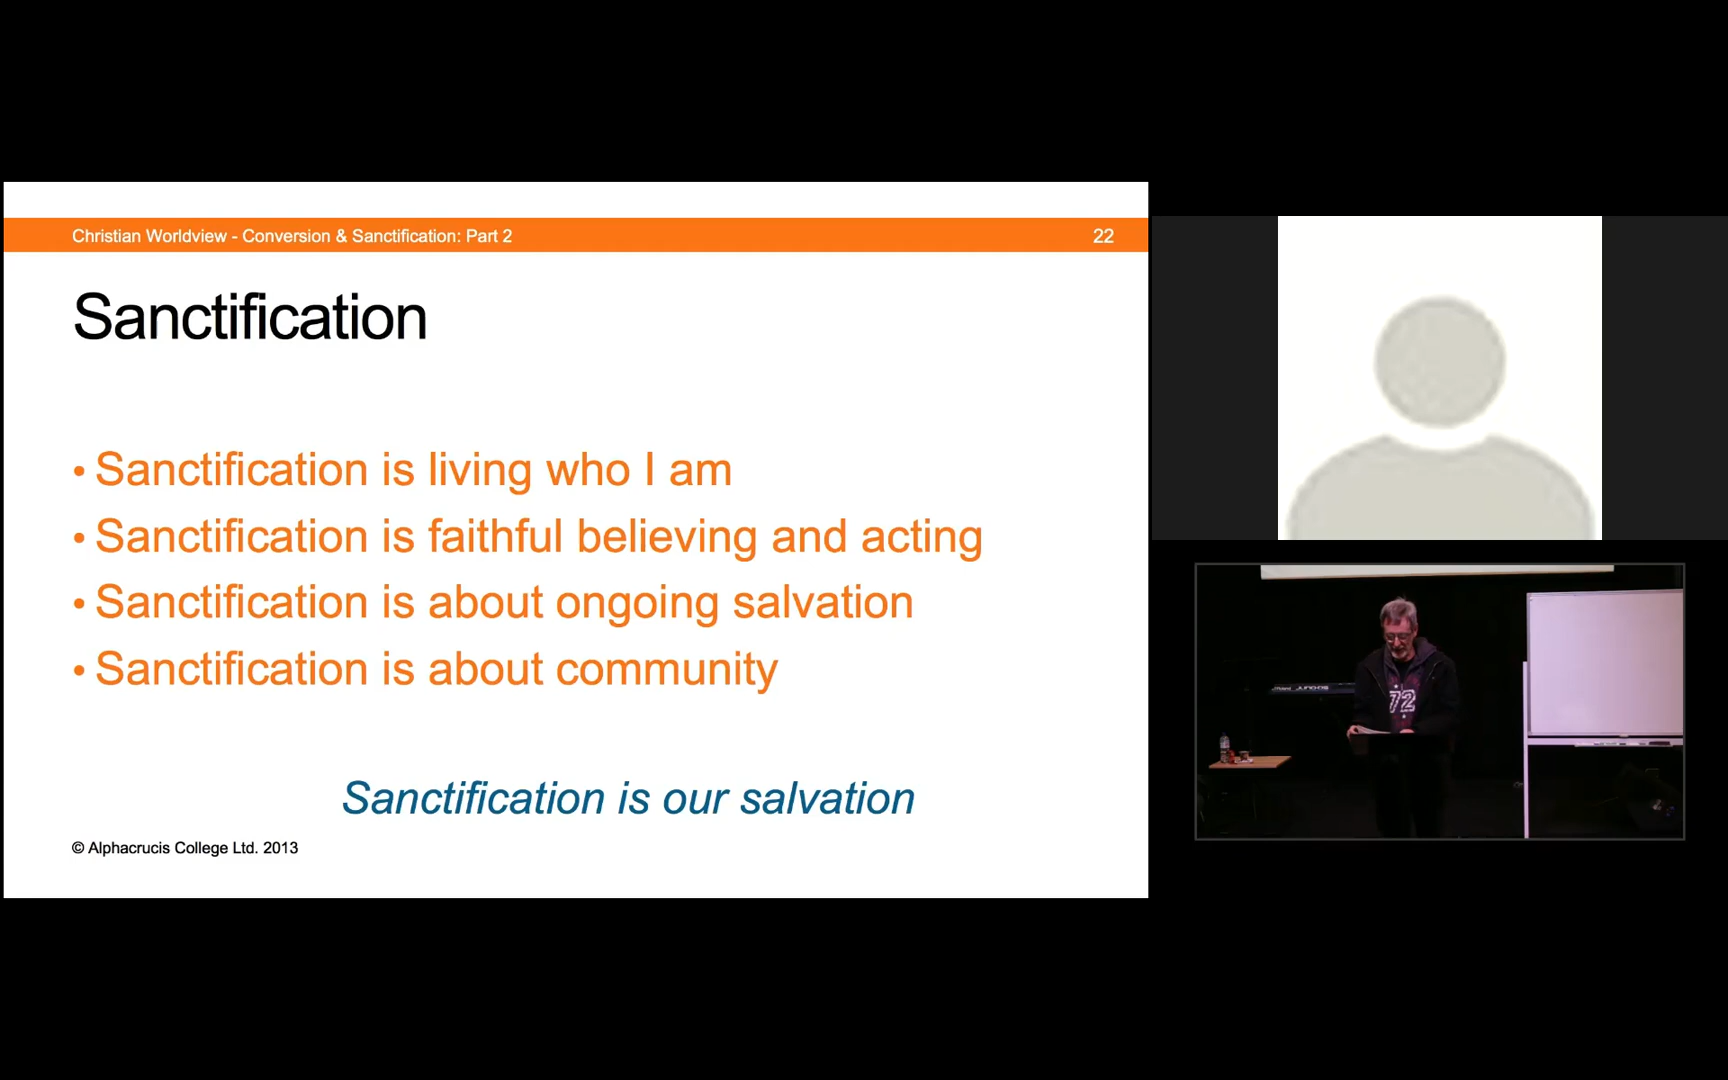 Christian Worldview - Conversion & Sanctification: Part 2
22
Sanctification
• Sanctification is living who I am
• Sanctification is faithful believing and acting
• Sanctification is about ongoing salvation
• Sanctification is about community
Sanctification is our salvation
© Alphacrucis College Ltd. 2013
72